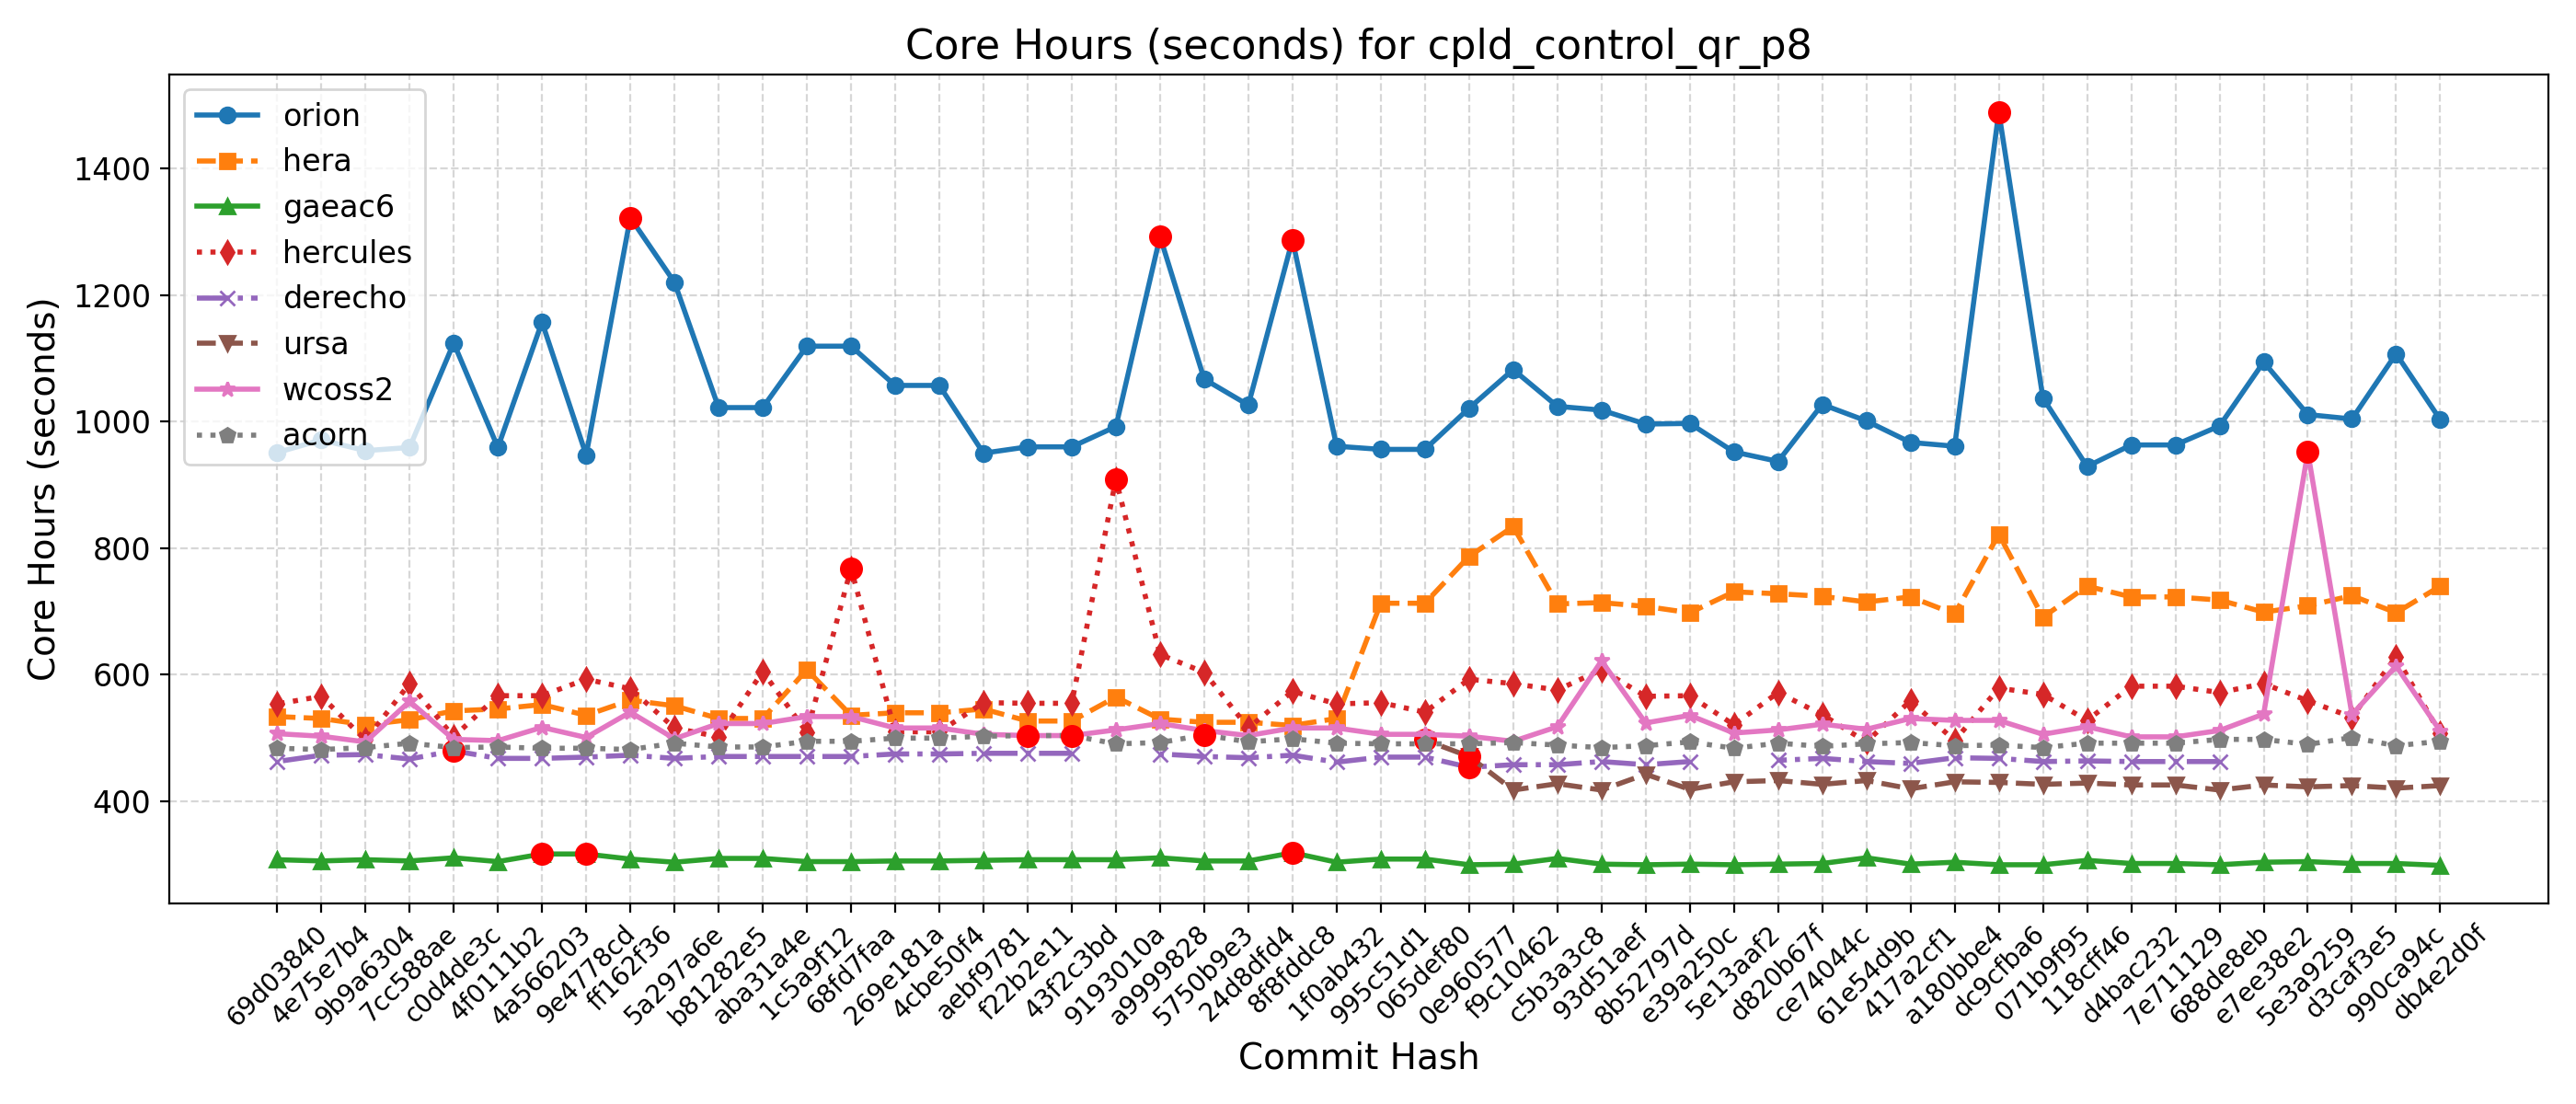 Core Hours (seconds) for cpld_control_qr_p8
Core Hours (seconds)
1400
1200
1000
800
600
400
orion
hera
gaeac6
hercules
derecho
ursa
wcoss2
acorn
69d03840
4e75e7b4
9b9a6304
7cc588ae
c0d4de3c
4f0111b2
4a566203
9e4778cd
ff162f36
5a297a6e
b81282e5
aba31a4e
1c5a9f12
68fd7faa
269e181a
4cbe50f4
aebf9781
f22b2e11
43f2c3bd
9193010a
a9999828
5750b9e3
24d8dfd4
8f8fddc8
1f0ab432
995c51d1
065def80
0e960577
f9c10462
c5b3a3c8
93d51aef
8b52797d
e39a250c
5e13aaf2
d820b67f
ce74044c
61e54d9b
417a2cf1
a180bbe4
dc9cfba6
071b9f95
118cff46
d4bac232
7e711129
688de8eb
e7ee38e2
5e3a9259
d3caf3e5
990ca94c
db4e2d0f
Commit Hash